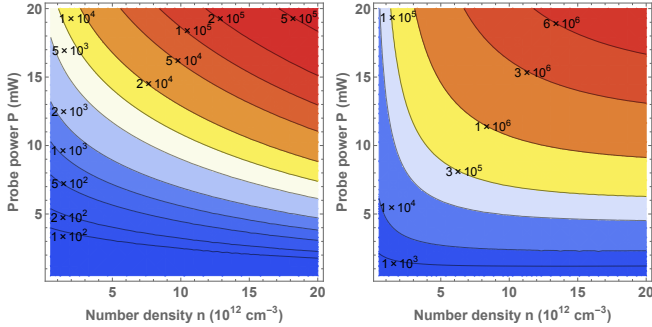 20
15
10
5
Probe power P (mW)
1 × 10⁴
2 × 10⁵
5 × 10⁵
1 × 10⁵
5 × 10³
5 × 10⁴
2 × 10⁴
2 × 10³
1 × 10³
5 × 10²
2 × 10²
1 × 10²
5 10 15 20
Number density n (10¹² cm⁻³)
20
15
10
5
Probe power P (mW)
1 × 10⁵
6 × 10⁶
3 × 10⁶
1 × 10⁶
3 × 10⁵
1 × 10⁴
1 × 10³
5 10 15 20
Number density n (10¹² cm⁻³)